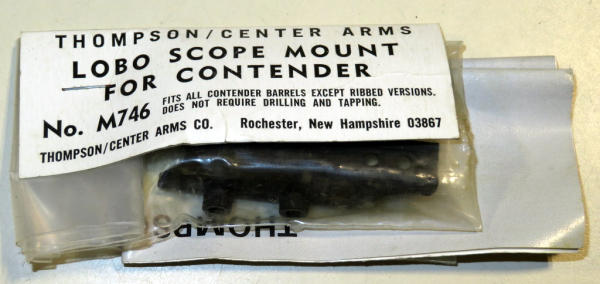 THOMPSON/CENTER ARMS
LOBO SCOPE MOUNT
FOR CONTENDER
No. M746 FITS ALL CONTENDER BARRELS EXCEPT RIBBED VERSIONS.
DOES NOT REQUIRE DRILLING AND TAPPING.
THOMPSON/CENTER ARMS CO. Rochester, New Hampshire 03867
THOMPS